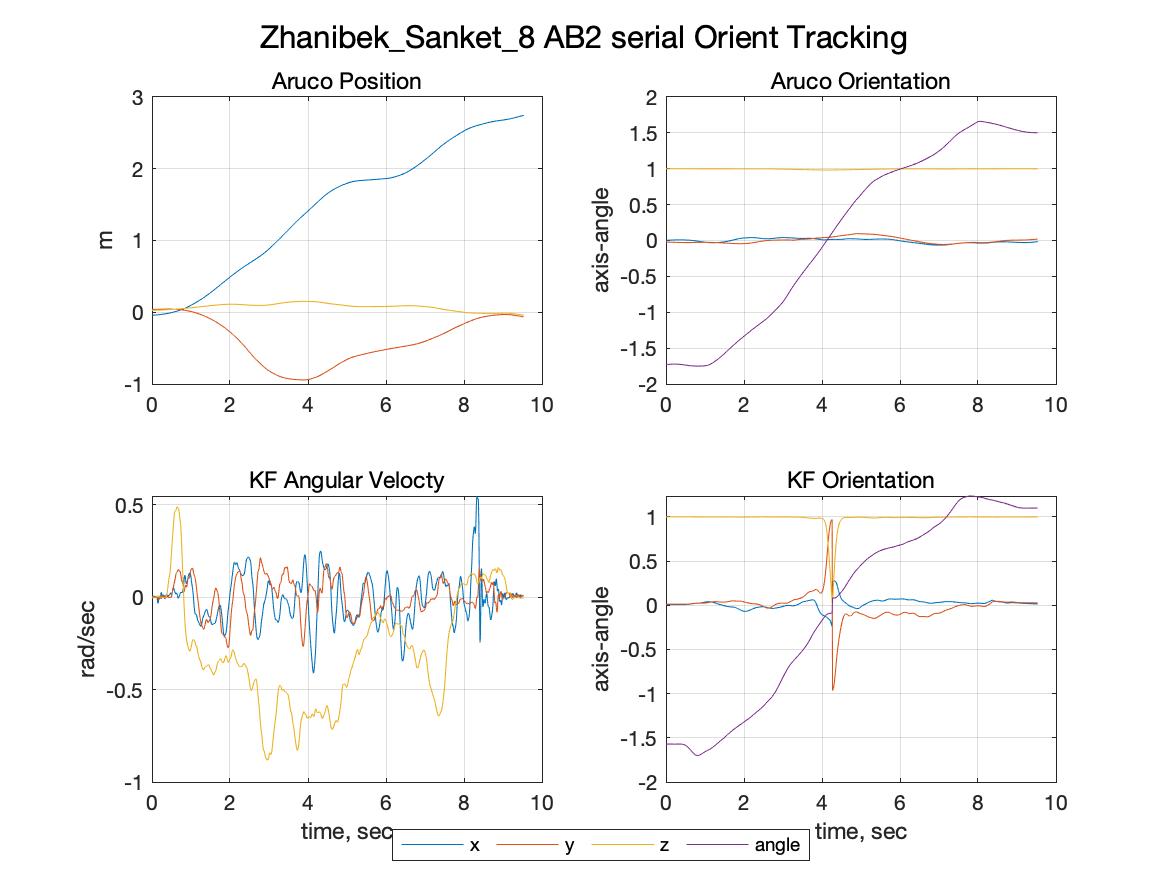 Zhanibek_Sanket_8 AB2 serial Orient Tracking
Aruco Position
3
2
1
0
-1
m
0 2 4 6 8 10
Aruco Orientation
2
1.5
1
0.5
0
-0.5
-1
-1.5
-2
axis-angle
0 2 4 6 8 10
KF Angular Velocty
0.5
0
-0.5
-1
rad/sec
0 2 4 6 8 10
time, sec
KF Orientation
1
0.5
0
-0.5
-1
-1.5
-2
axis-angle
0 2 4 6 8 10
time, sec
x y z angle